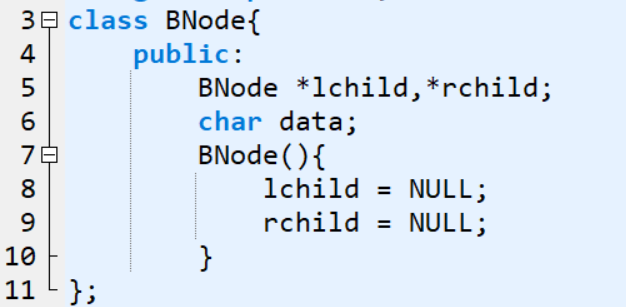 3 class BNode{
4 public:
5 BNode *lchild,*rchild;
6 char data;
7 BNode(){
8 lchild = NULL;
9 rchild = NULL;
10 }
11 };